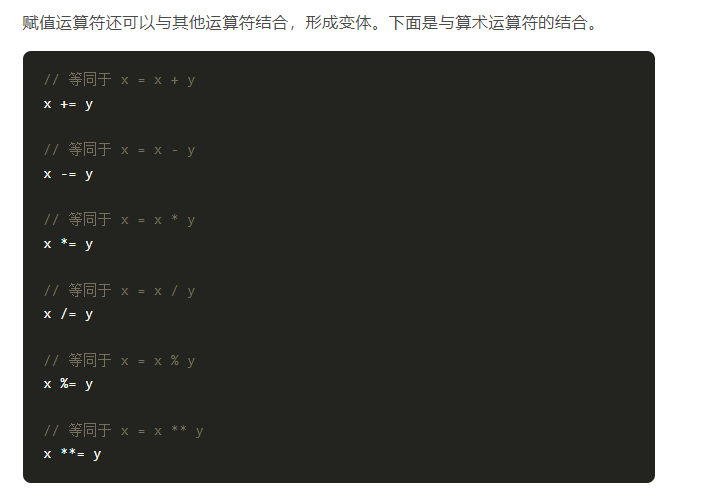 赋值运算符还可以与其他运算符结合，形成变体。下面是与算术运算符的结合。
// 等同于 x = x + y
x += y
// 等同于 x = x - y
x -= y
// 等同于 x = x * y
x *= y
// 等同于 x = x / y
x /= y
// 等同于 x = x % y
x %= y
// 等同于 x = x ** y
x **= y